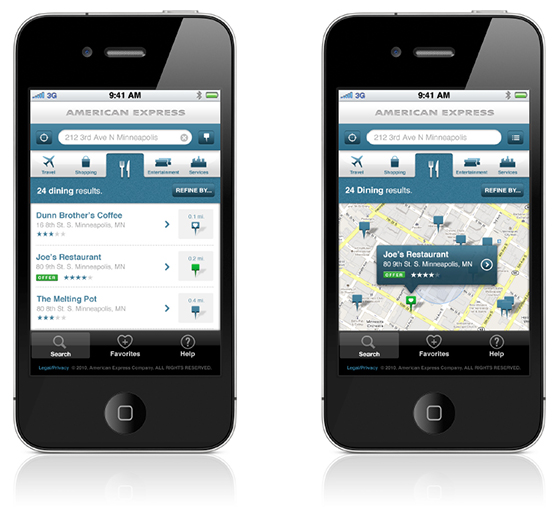 3G 9:41 AM
AMERICAN EXPRESS
212 3rd Ave N Minneapolis
Travel Shopping Entertainment Services
24 dining results. REFINE BY...
Dunn Brother's Coffee
15 8th St. S. Minneapolis, MN
0.1 mi.
Joe's Restaurant
80 9th St. S. Minneapolis, MN
OFFER
0.2 mi.
The Melting Pot
80 9th St. S. Minneapolis, MN
0.4 mi.
Search Favorites Help
Legal/Privacy © 2010. American Express Company. ALL RIGHTS RESERVED.
3G 9:41 AM
AMERICAN EXPRESS
212 3rd Ave N Minneapolis
Travel Shopping Entertainment Services
24 Dining results. REFINE BY...
Joe's Restaurant
80 9th St. S. Minneapolis, MN
OFFER
Search Favorites Help
Legal/Privacy © 2010. American Express Company. ALL RIGHTS RESERVED.